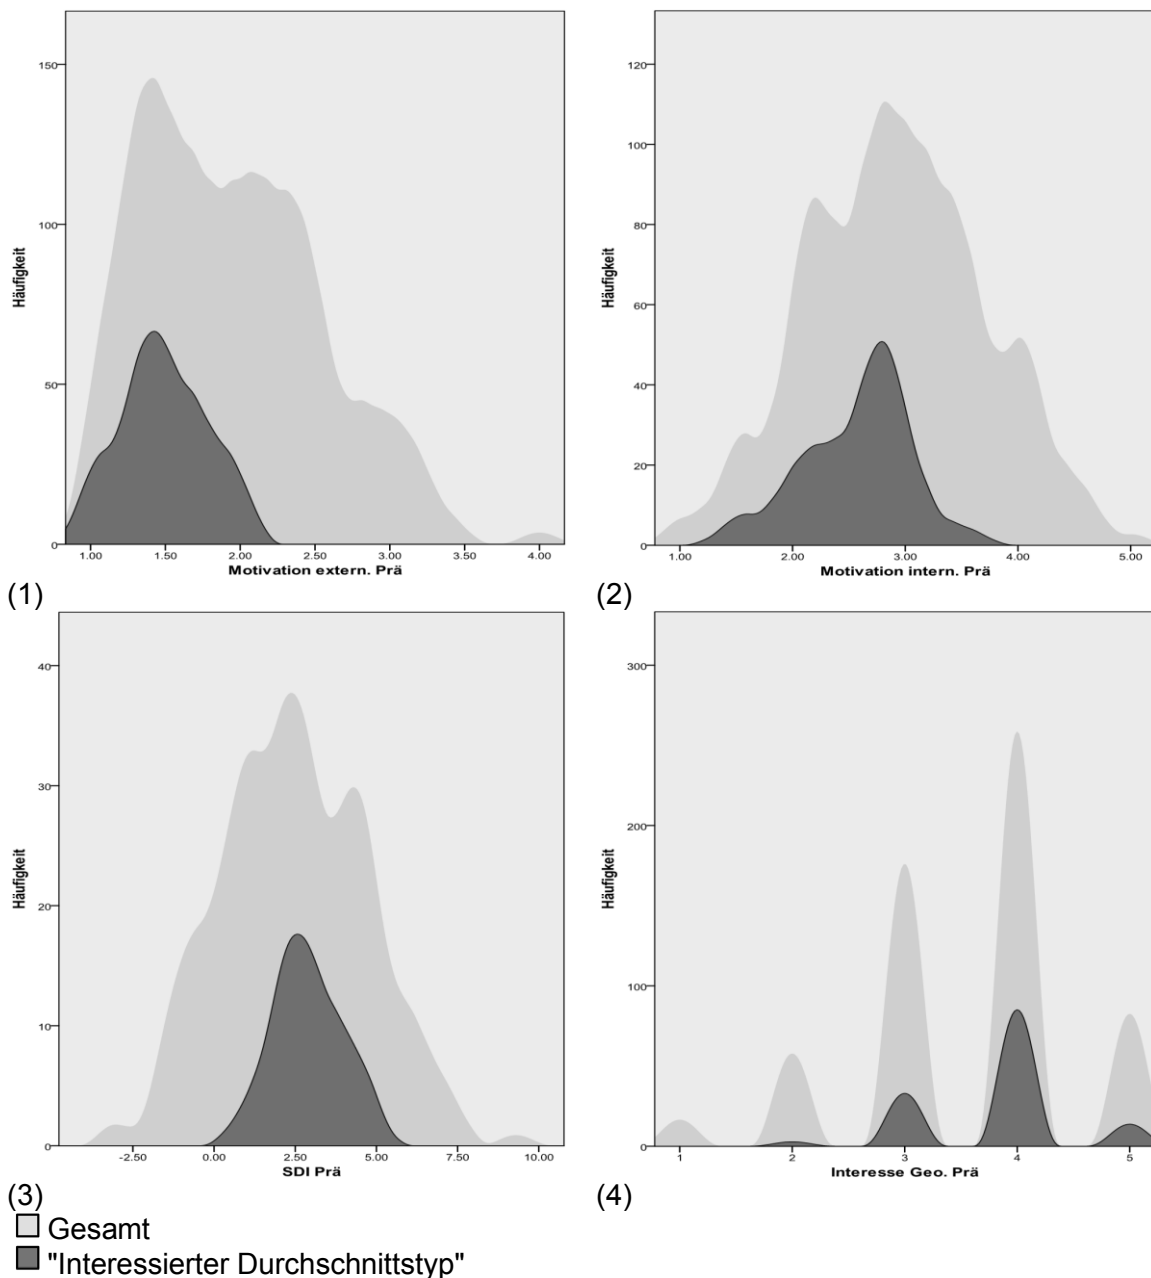 150
100
50
0
Häufigkeit
1.00 1.50 2.00 2.50 3.00 3.50 4.00
Motivation extern. Prä
(1)
120
100
80
60
40
20
0
Häufigkeit
1.00 2.00 3.00 4.00 5.00
Motivation intern. Prä
(2)
40
30
20
10
0
Häufigkeit
-2.50 0.00 2.50 5.00 7.50 10.00
SDI Prä
(3)
300
200
100
0
Häufigkeit
1 2 3 4 5
Interesse Geo. Prä
(4)
Gesamt
"Interessierter Durchschnittstyp"